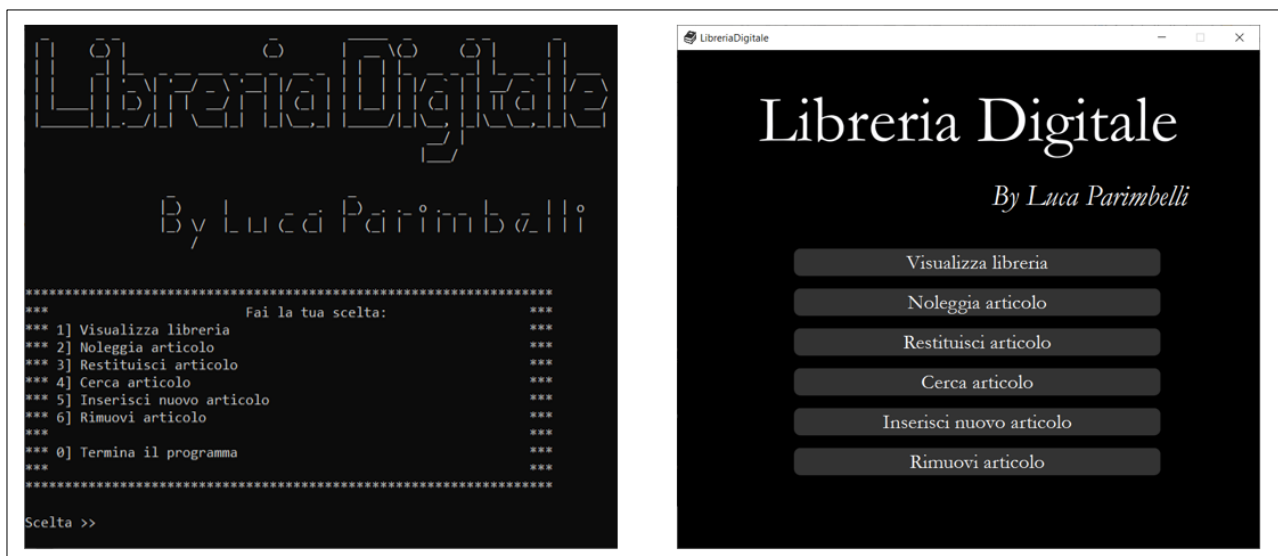 LibreriaDigitale
By Luca Parimbelli
********************************************************************
*** Fai la tua scelta: ***
*** 1] Visualizza libreria ***
*** 2] Noleggia articolo ***
*** 3] Restituisci articolo ***
*** 4] Cerca articolo ***
*** 5] Inserisci nuovo articolo ***
*** 6] Rimuovi articolo ***
*** ***
*** 0] Termina il programma ***
*** ***
********************************************************************
Scelta >>
LibreriaDigitale
Libreria Digitale
By Luca Parimbelli
Visualizza libreria
Noleggia articolo
Restituisci articolo
Cerca articolo
Inserisci nuovo articolo
Rimuovi articolo